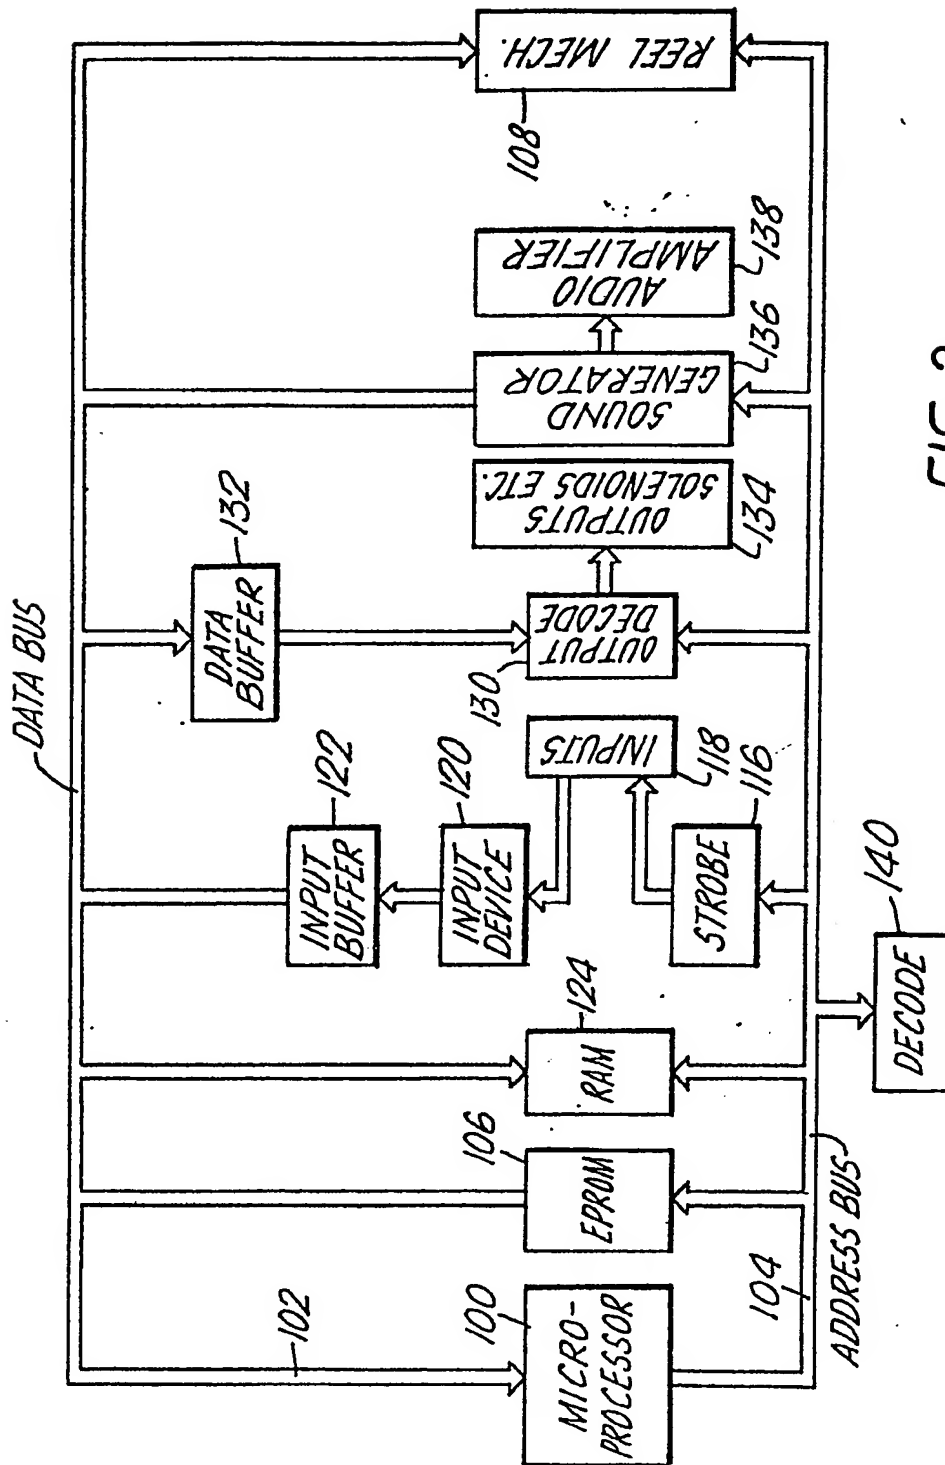 DATA BUS
102
100
MICRO-
PROCESSOR
106
EPROM
124
RAM
122
INPUT
BUFFER
120
INPUT
DEVICE
INPUTS
118
116
STROBE
132
DATA
BUFFER
130
OUTPUT
DECODE
OUTPUTS
SOLENOIDS ETC.
134
SOUND
GENERATOR
136
AUDIO
AMPLIFIER
138
108
REEL MECH.
104
ADDRESS BUS
DECODE
140